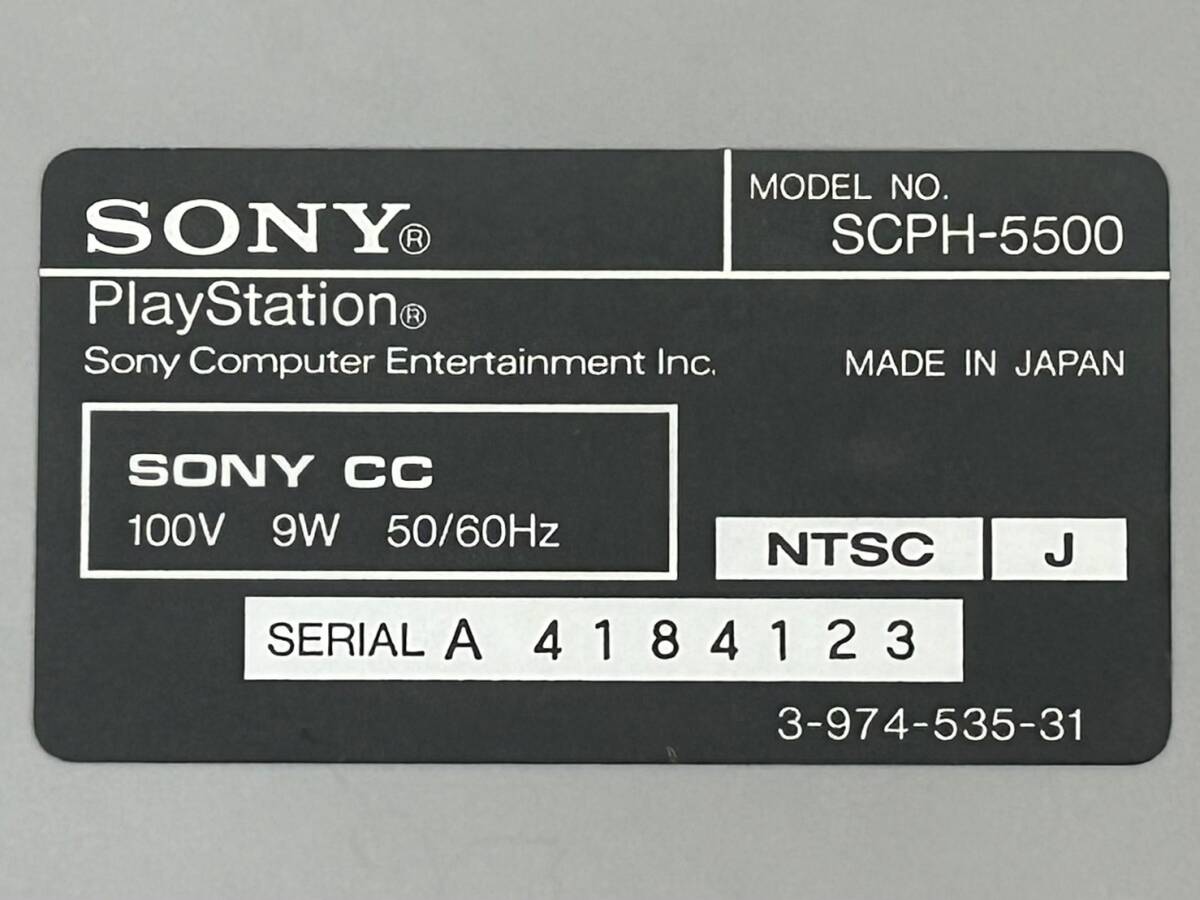 SONY®
MODEL NO.
SCPH-5500
PlayStation®
Sony Computer Entertainment Inc.
MADE IN JAPAN
SONY CC
100V 9W 50/60Hz
NTSC J
SERIAL A 4184123
3-974-535-31